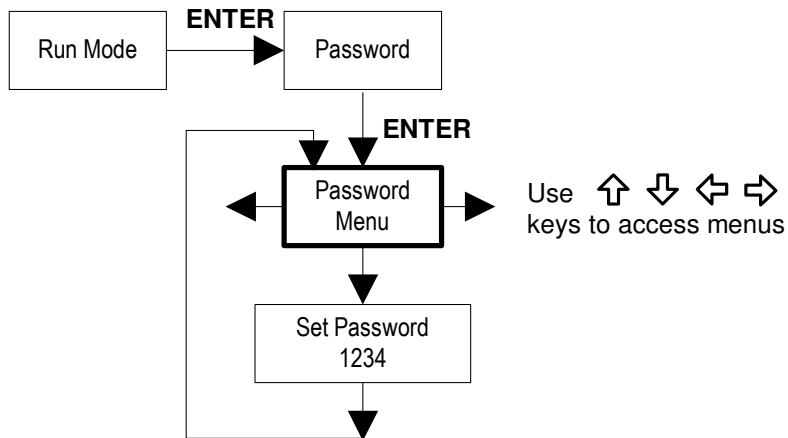 ENTER
Run Mode
Password
ENTER
Password
Menu
Use ⇧ ⇩ ⇦ ⇨
keys to access menus
Set Password
1234